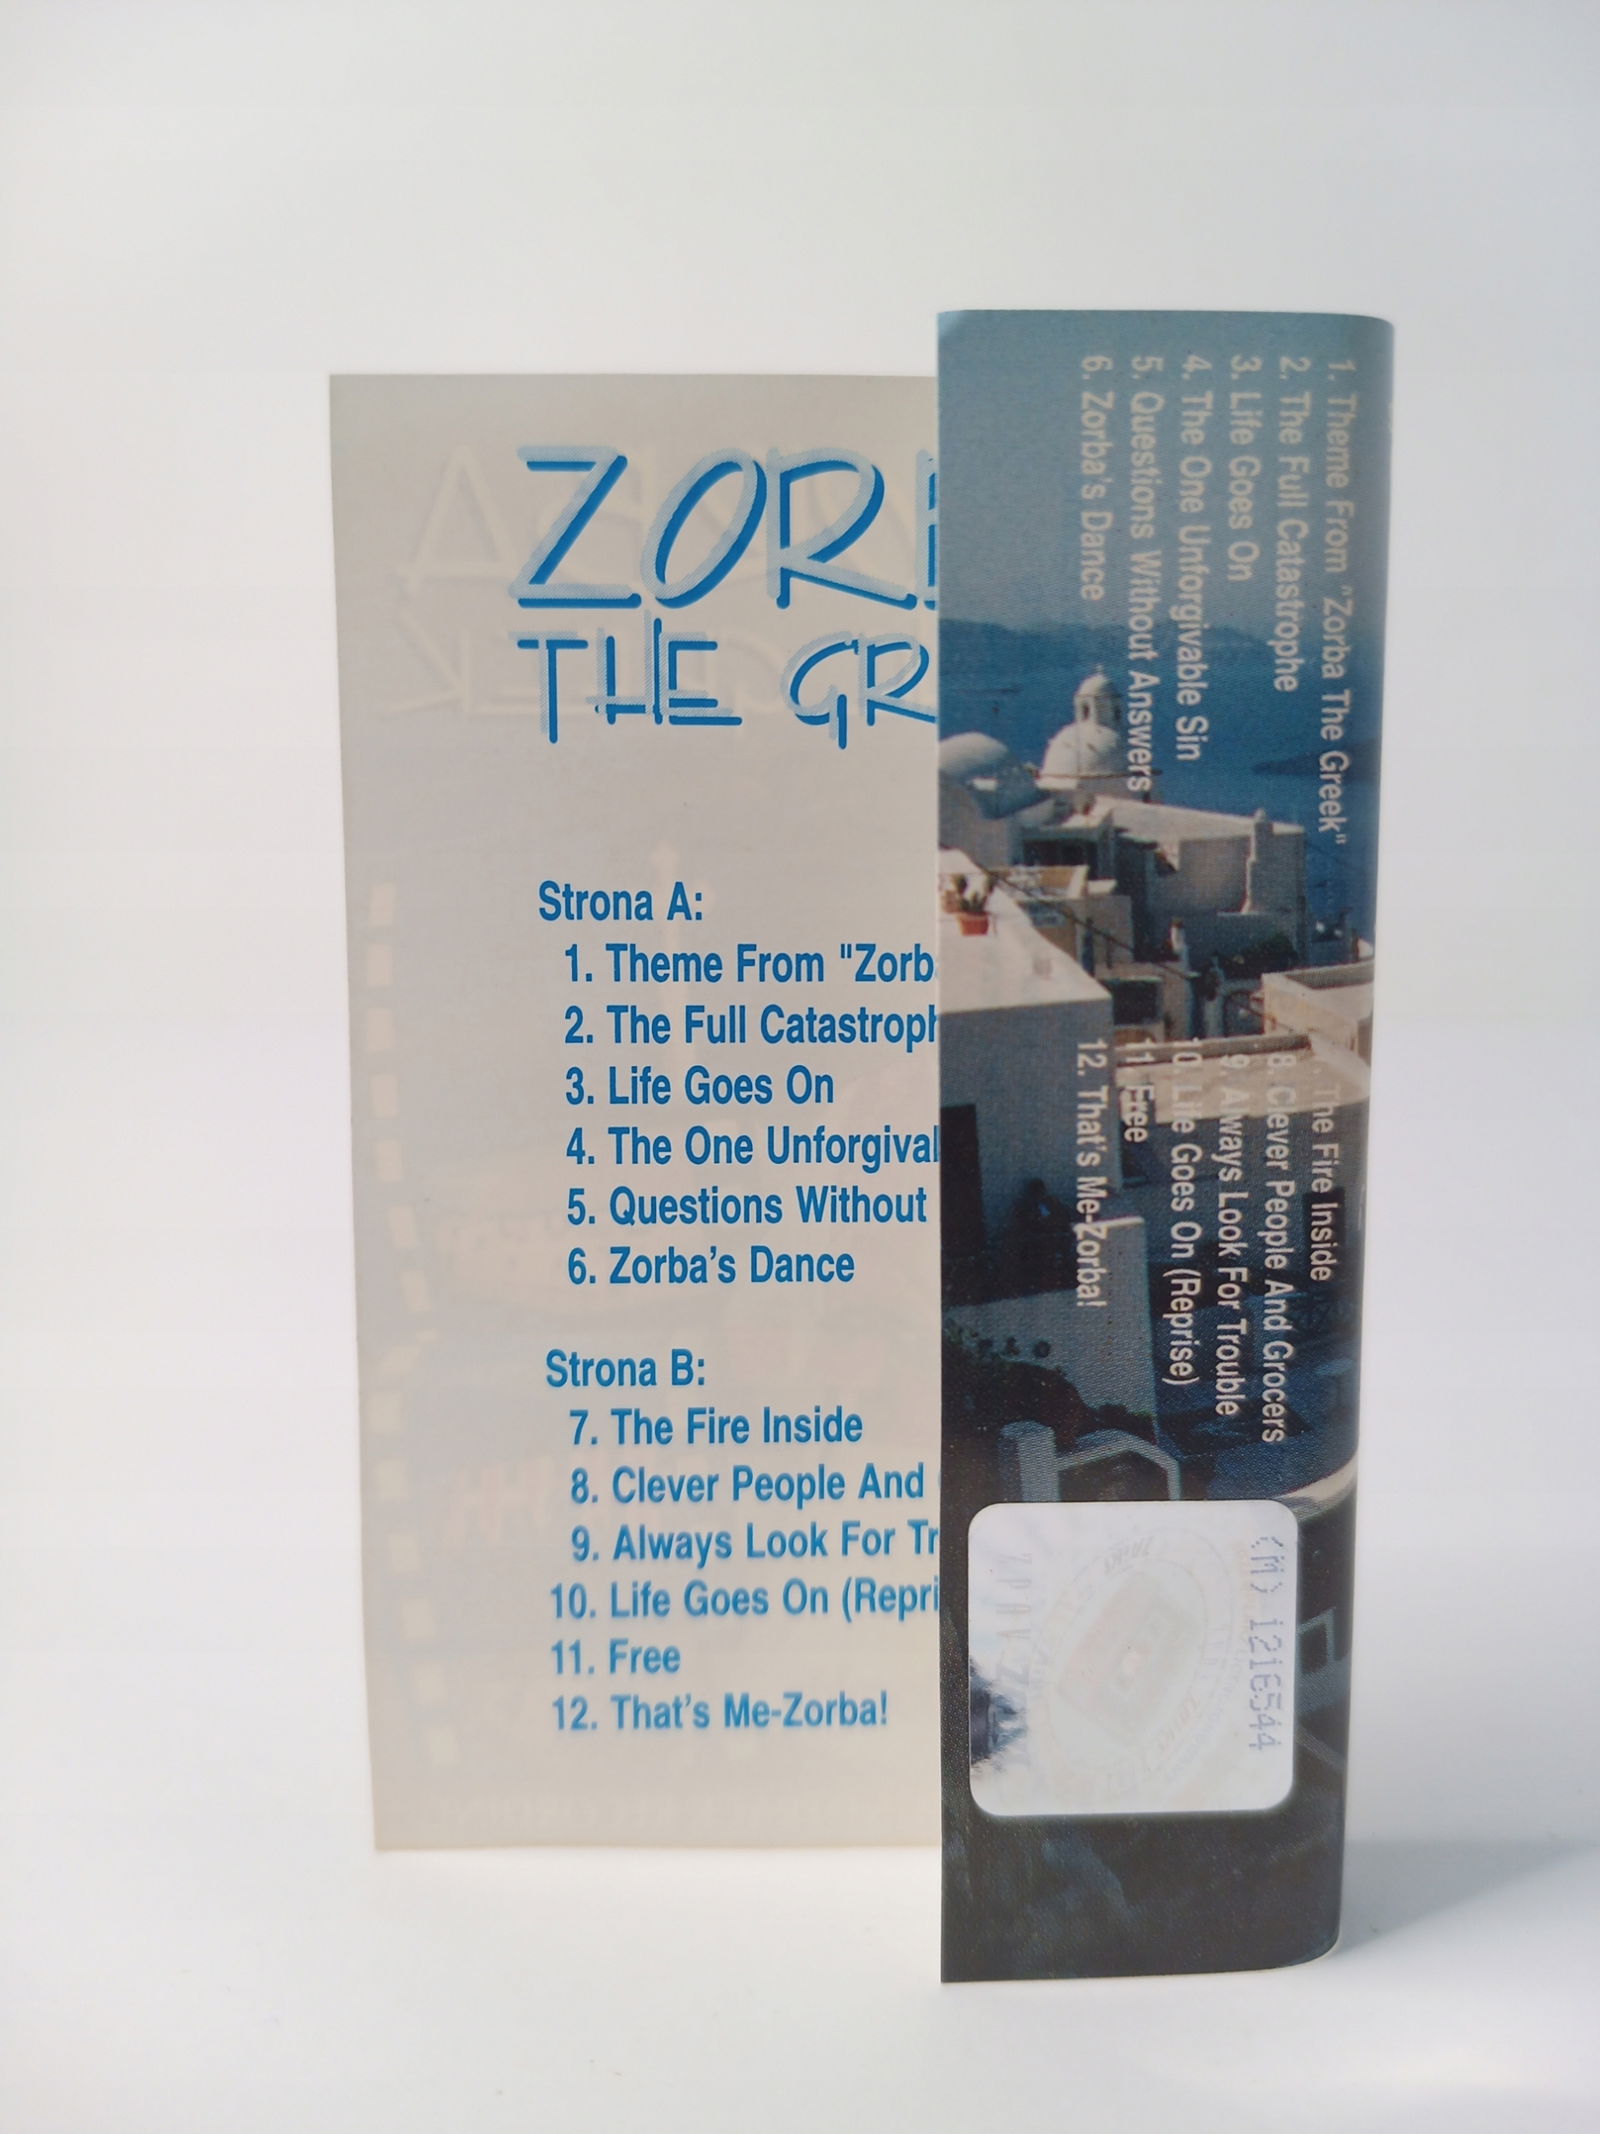 ZOR
THE GR
Strona A:
1. Theme From "Zorb
2. The Full Catastroph
3. Life Goes On
4. The One Unforgival
5. Questions Without
6. Zorba's Dance
Strona B:
7. The Fire Inside
8. Clever People And
9. Always Look For Tr
10. Life Goes On (Repri
11. Free
12. That's Me-Zorba!
1. Theme From "Zorba The Greek"
2. The Full Catastrophe
3. Life Goes On
4. The One Unforgivable Sin
5. Questions Without Answers
6. Zorba's Dance
The Fire Inside
8. Clever People And Grocers
9. Always Look For Trouble
10. Life Goes On (Reprise)
11. Free
12. That's Me-Zorba!
(M) 1216544